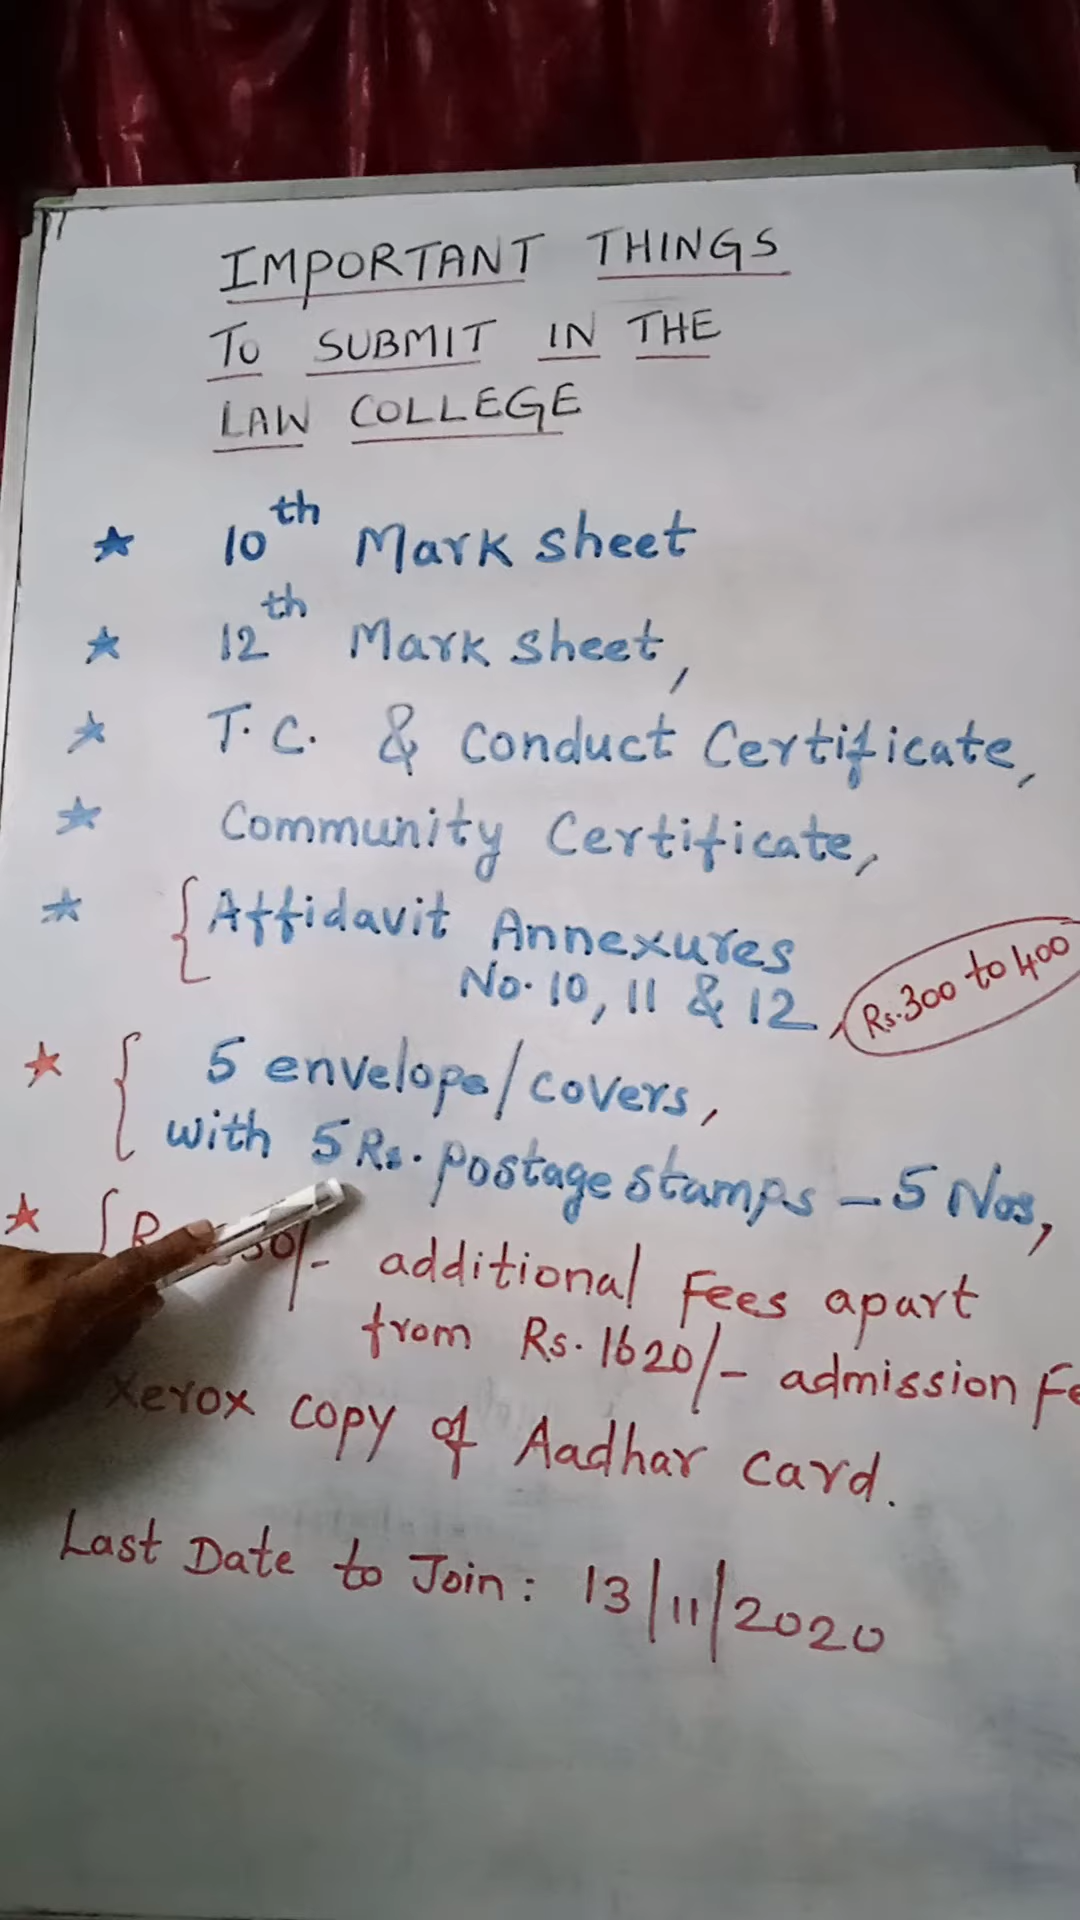 IMPORTANT THINGS
TO SUBMIT IN THE
LAW COLLEGE
★ 10th Mark sheet
★ 12th Mark sheet,
★ T.C. & Conduct Certificate,
★ Community Certificate,
★ {Affidavit Annexures
No. 10, 11 & 12, Rs.300 to 400
★ { 5 envelope/covers,
with 5 Rs. Postage stamps - 5 Nos,
★ additional Fees apart
from Rs. 1620/- admission
Xerox copy of Aadhar card.
Last Date to Join: 13/11/2020